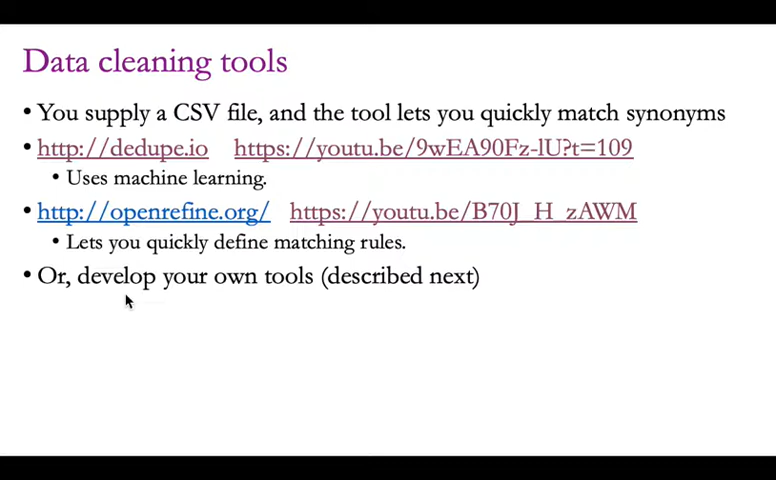 Data cleaning tools
• You supply a CSV file, and the tool lets you quickly match synonyms
• http://dedupe.io https://youtu.be/9wEA90Fz-lU?t=109
• Uses machine learning.
• http://openrefine.org/ https://youtu.be/B70J_H_zAWM
• Lets you quickly define matching rules.
• Or, develop your own tools (described next)